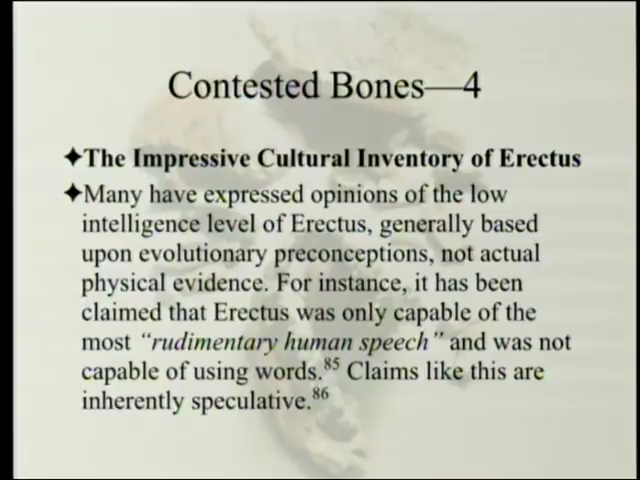 Contested Bones—4
✦The Impressive Cultural Inventory of Erectus
✦Many have expressed opinions of the low
intelligence level of Erectus, generally based
upon evolutionary preconceptions, not actual
physical evidence. For instance, it has been
claimed that Erectus was only capable of the
most “rudimentary human speech” and was not
capable of using words.85 Claims like this are
inherently speculative.86